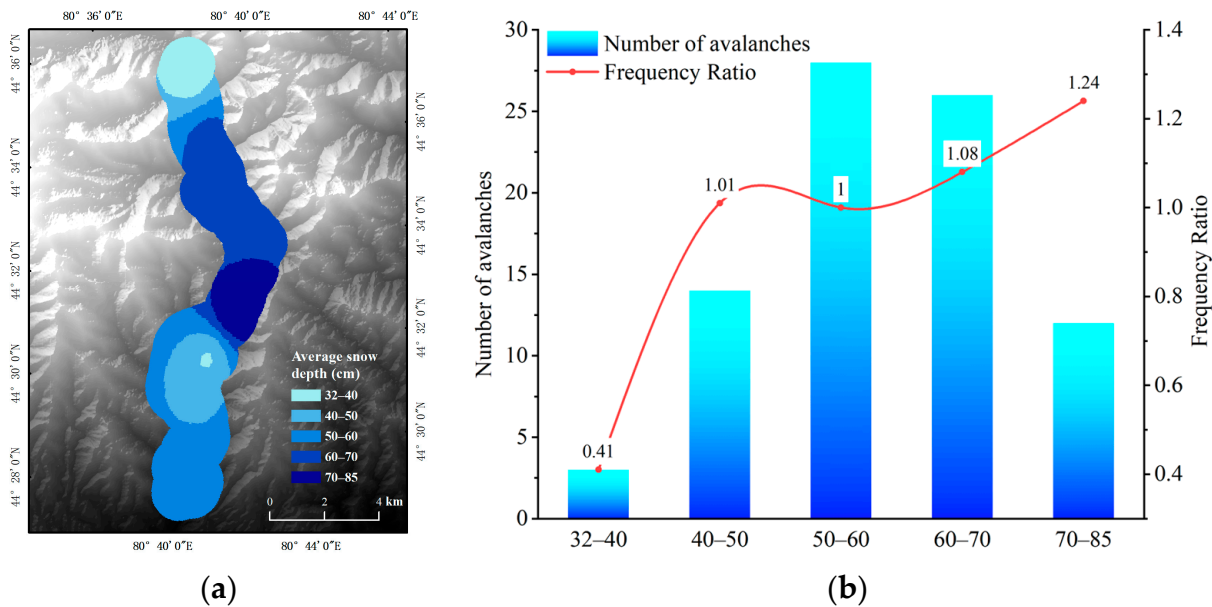 80° 36′ 0″N
80° 40′ 0″N
44° 36′ 0″N
44° 34′ 0″N
44° 32′ 0″N
44° 30′ 0″N
44° 28′ 0″N
44° 36′ 0″N
44° 34′ 0″N
44° 32′ 0″N
44° 30′ 0″N
Average snow
depth (cm)
32–40
40–50
50–60
60–70
70–85
0 2 4 km
80° 40′ 0″N
80° 44′ 0″N
(a)
Number of avalanches
Frequency Ratio
Number of avalanches
30
25
20
15
10
5
0
0.41
1.01
1
1.08
1.24
1.4
1.2
1.0
0.8
0.6
0.4
Frequency Ratio
32–40
40–50
50–60
60–70
70–85
(b)